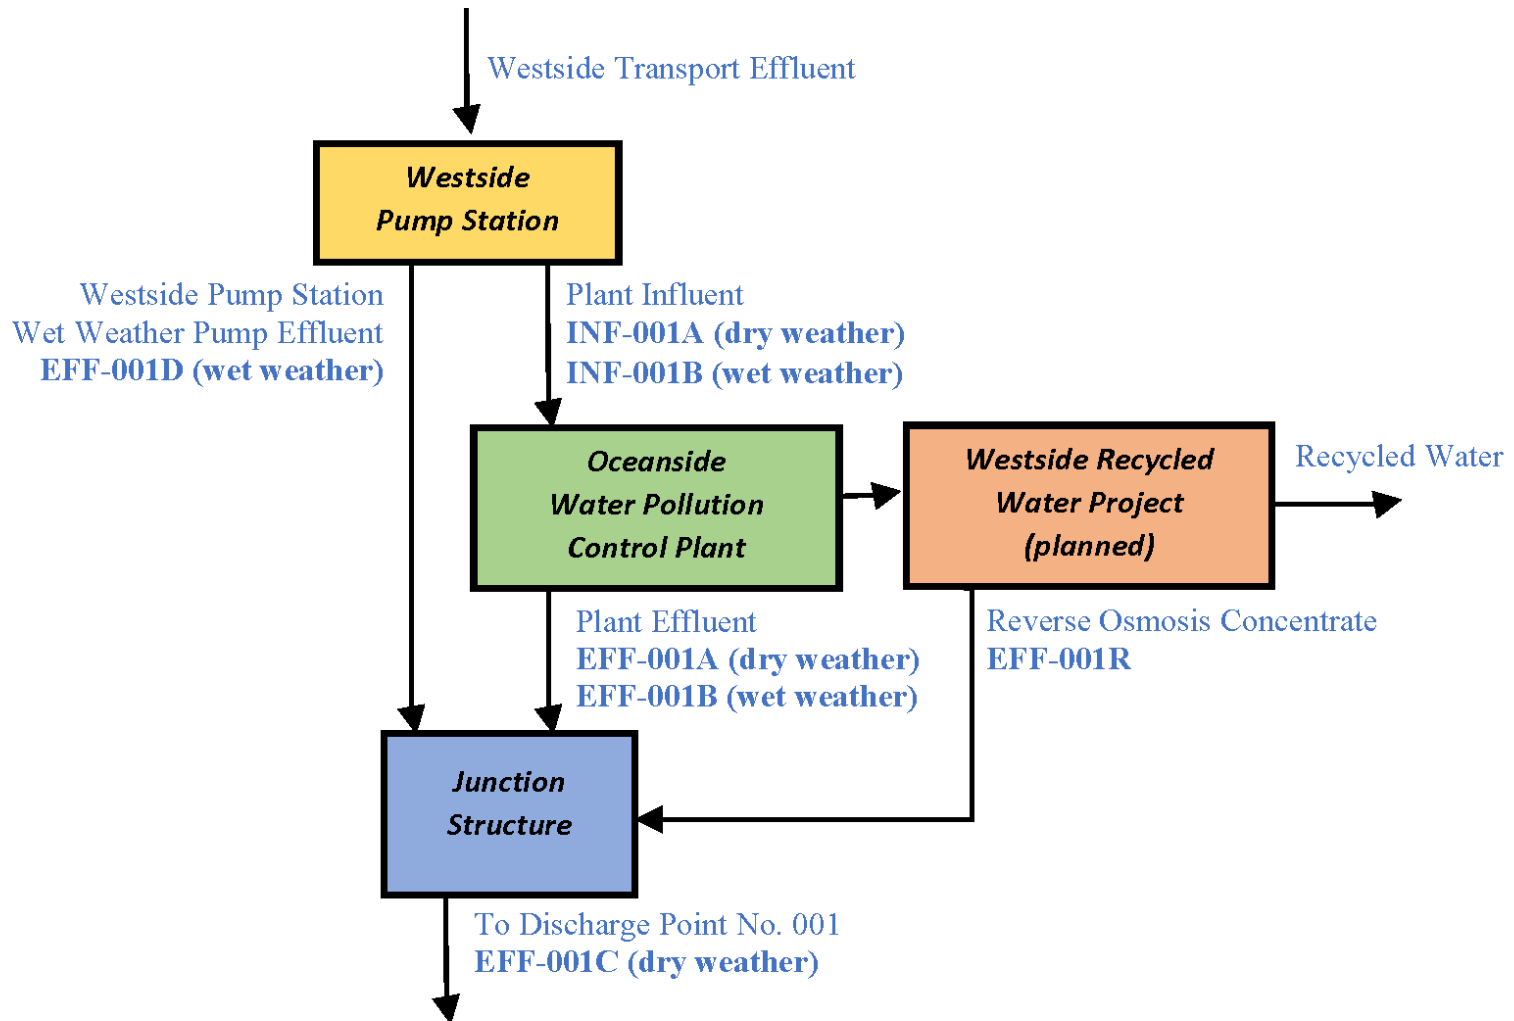 Westside Transport Effluent
Westside
Pump Station
Westside Pump Station
Wet Weather Pump Effluent
EFF-001D (wet weather)
Plant Influent
INF-001A (dry weather)
INF-001B (wet weather)
Oceanside
Water Pollution
Control Plant
Westside Recycled
Water Project
(planned)
Recycled Water
Plant Effluent
EFF-001A (dry weather)
EFF-001B (wet weather)
Reverse Osmosis Concentrate
EFF-001R
Junction
Structure
To Discharge Point No. 001
EFF-001C (dry weather)